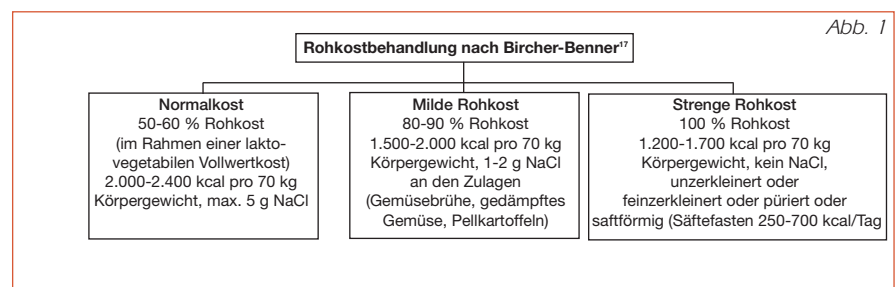 Abb. 1
Rohkostbehandlung nach Bircher-Benner¹⁷
Normalkost
50-60 % Rohkost
(im Rahmen einer lakto-
vegetabilen Vollwertkost)
2.000-2.400 kcal pro 70 kg
Körpergewicht, max. 5 g NaCl
Milde Rohkost
80-90 % Rohkost
1.500-2.000 kcal pro 70 kg
Körpergewicht, 1-2 g NaCl
an den Zulagen
(Gemüsebrühe, gedämpftes
Gemüse, Pellkartoffeln)
Strenge Rohkost
100 % Rohkost
1.200-1.700 kcal pro 70 kg
Körpergewicht, kein NaCl,
unzerkleinert oder
feinzerkleinert oder püriert oder
saftförmig (Säftefasten 250-700 kcal/Tag